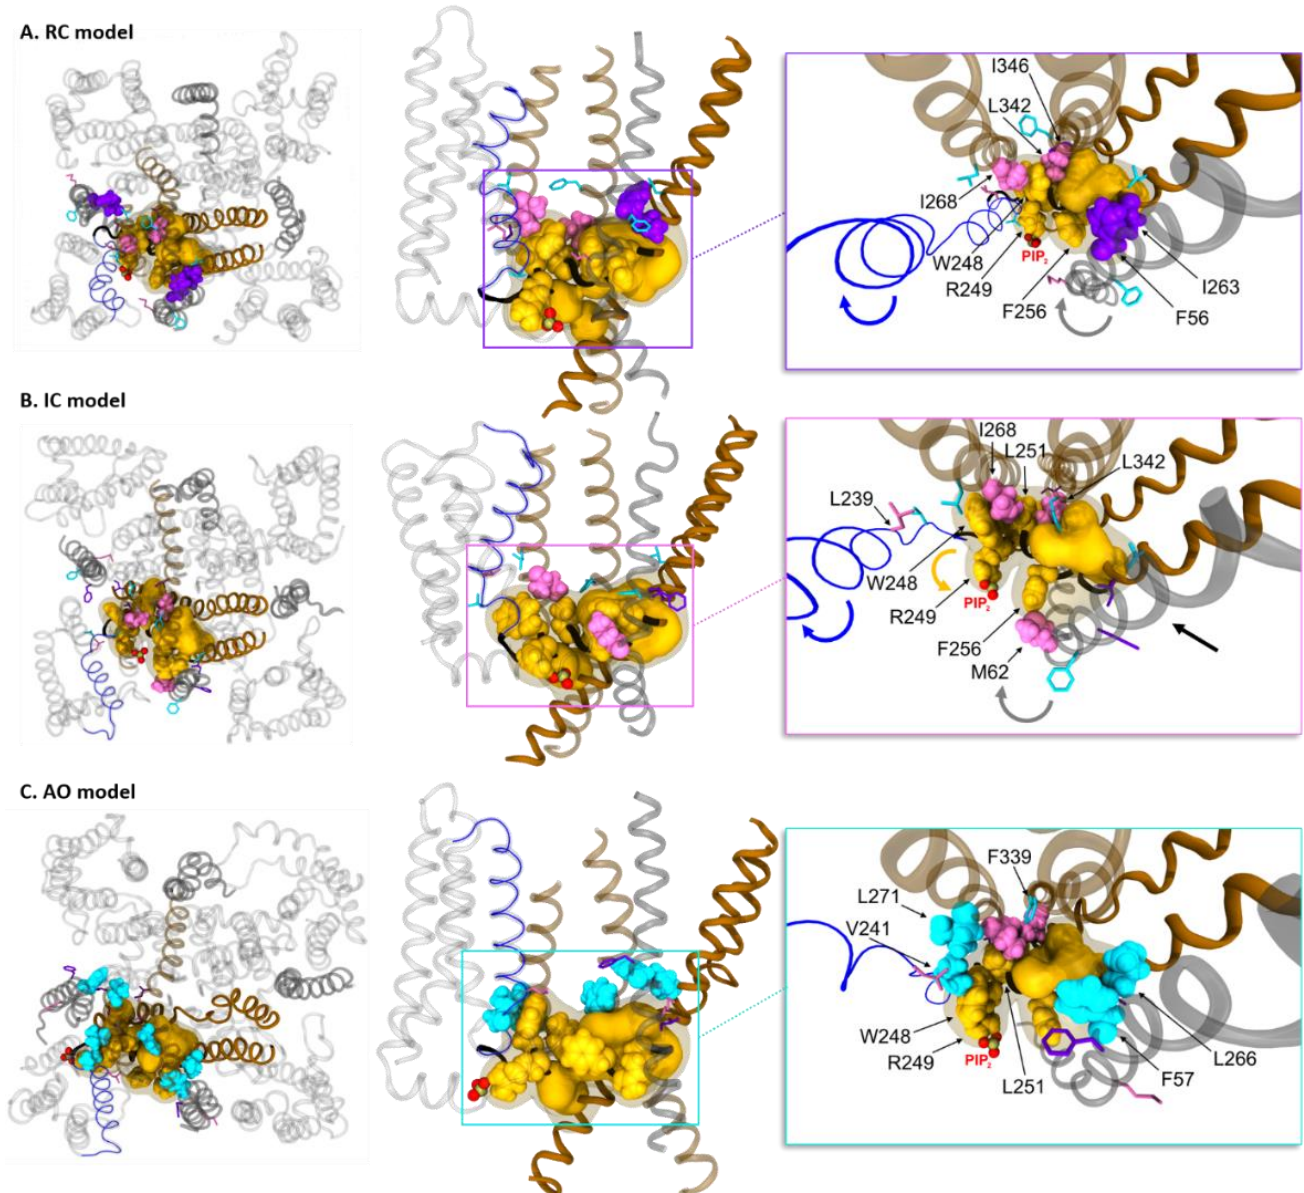 A. RC model
I346
L342
I268
W248
R249
PIP2
F256
I263
F56
B. IC model
I268
L251
L342
L239
W248
R249
PIP2
F256
M62
C. AO model
F339
L271
V241
W248
R249
PIP2
L251
F57
L266